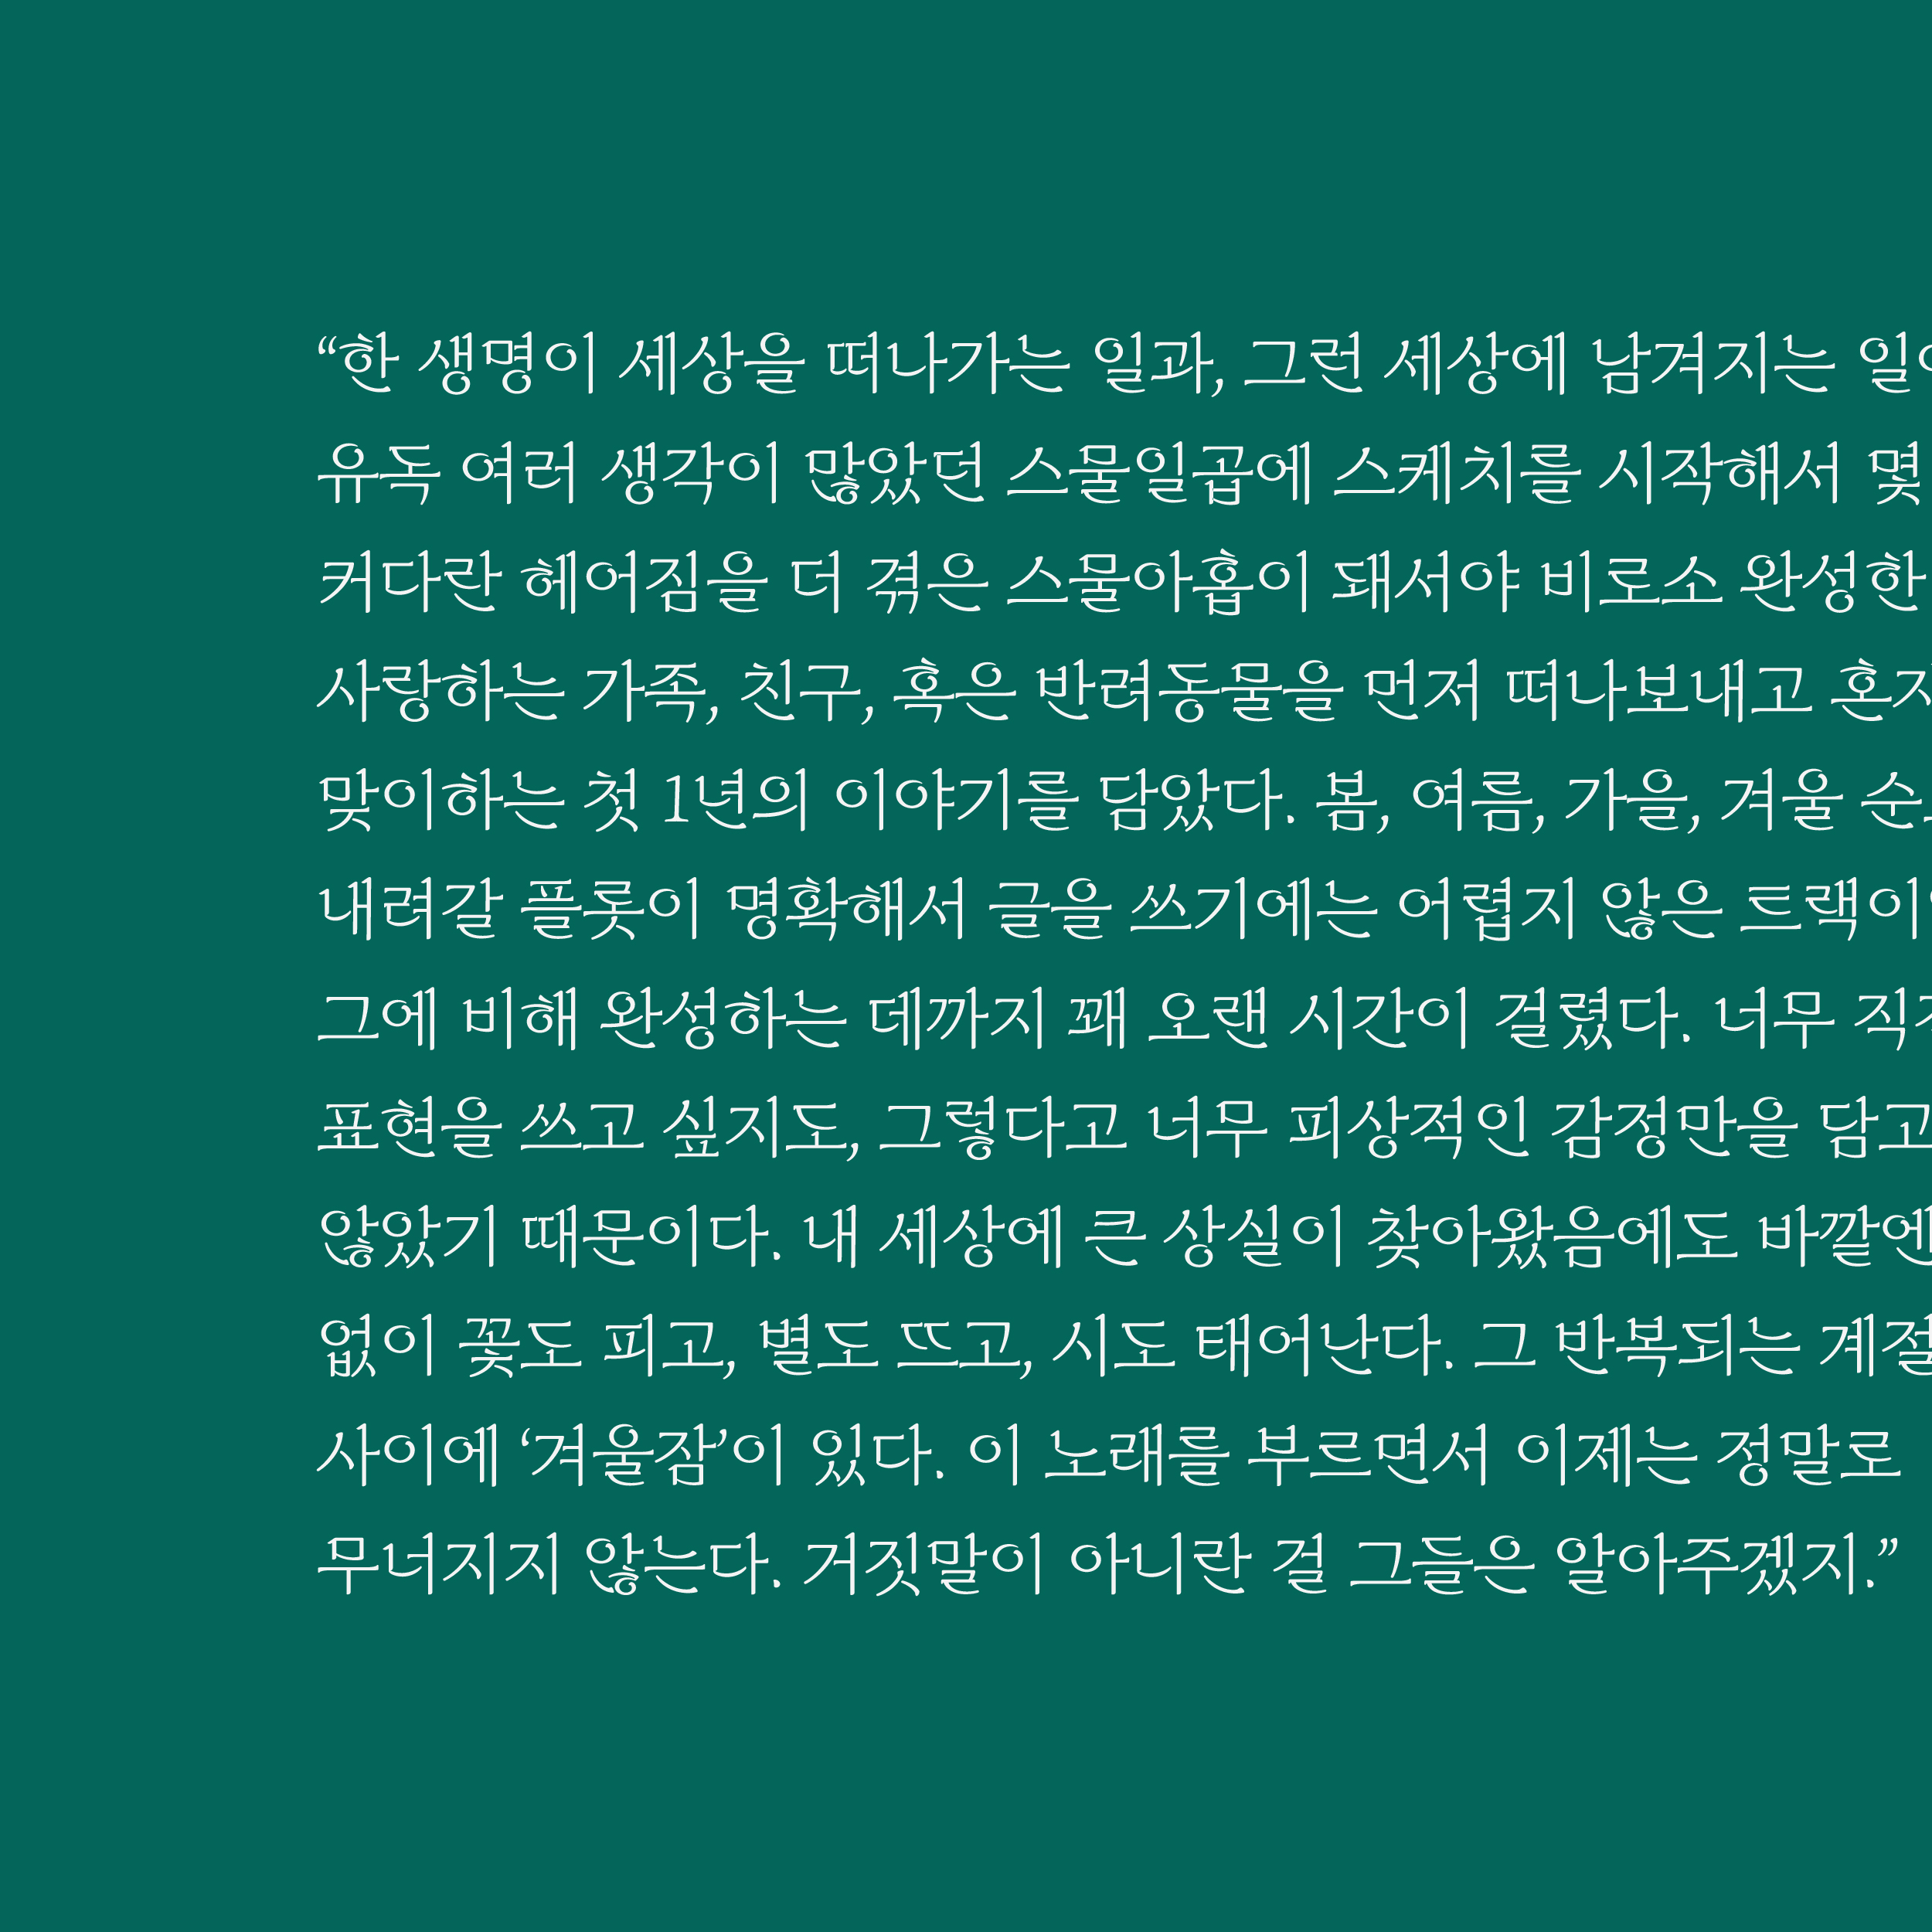 “한 생명이 세상을 떠나가는 일과, 그런 세상에 남겨지는 일에
유독 여러 생각이 많았던 스물일곱에 스케치를 시작해서 몇
커다란 헤어짐을 더 겪은 스물아홉이 돼서야 비로소 완성한
사랑하는 가족, 친구, 혹은 반려동물을 먼저 떠나보내고 혼자
맞이하는 첫 1년의 이야기를 담았다. 봄, 여름, 가을, 겨울
내려갈 플롯이 명확해서 글을 쓰기에는 어렵지 않은
그에 비해 완성하는 데까지 꽤 오랜 시간이 걸렸다. 너무
표현을 쓰고 싶지도, 그렇다고 너무 피상적인 감정만을 담고
않았기 때문이다. 내 세상에 큰 상실이 찾아왔음에도 바깥엔
없이 꽃도 피고, 별도 뜨고, 시도 태어난다. 그 반복되는 계절
사이에 ‘겨울잠’이 있다. 이 노래를 부르면서 이제는 정말로
무너지지 않는다. 거짓말이 아니란 걸 그들은 알아주겠지.”